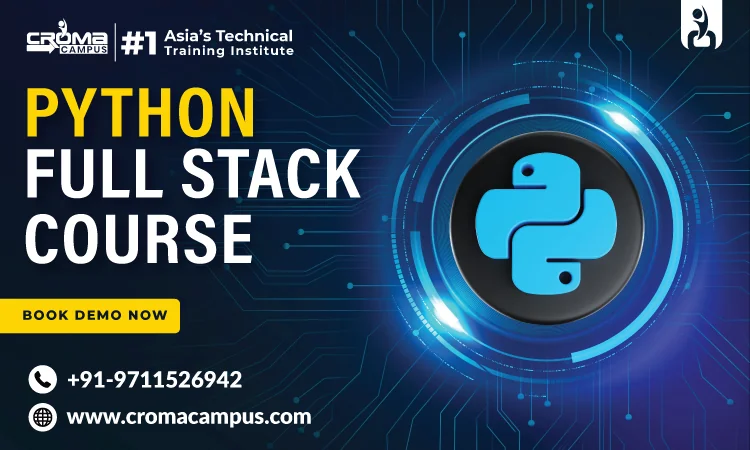 CROMA CAMPUS
#1 Asia's Technical
Training Institute
PYTHON
FULL STACK
COURSE
BOOK DEMO NOW
+91-9711526942
www.cromacampus.com